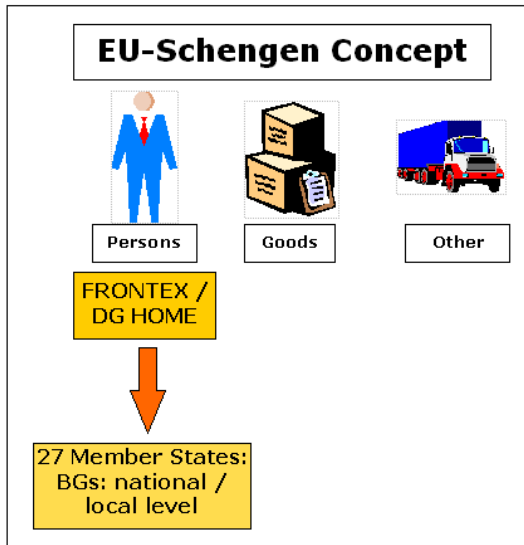 EU-Schengen Concept
Persons
Goods
Other
FRONTEX /
DG HOME
27 Member States:
BGs: national /
local level